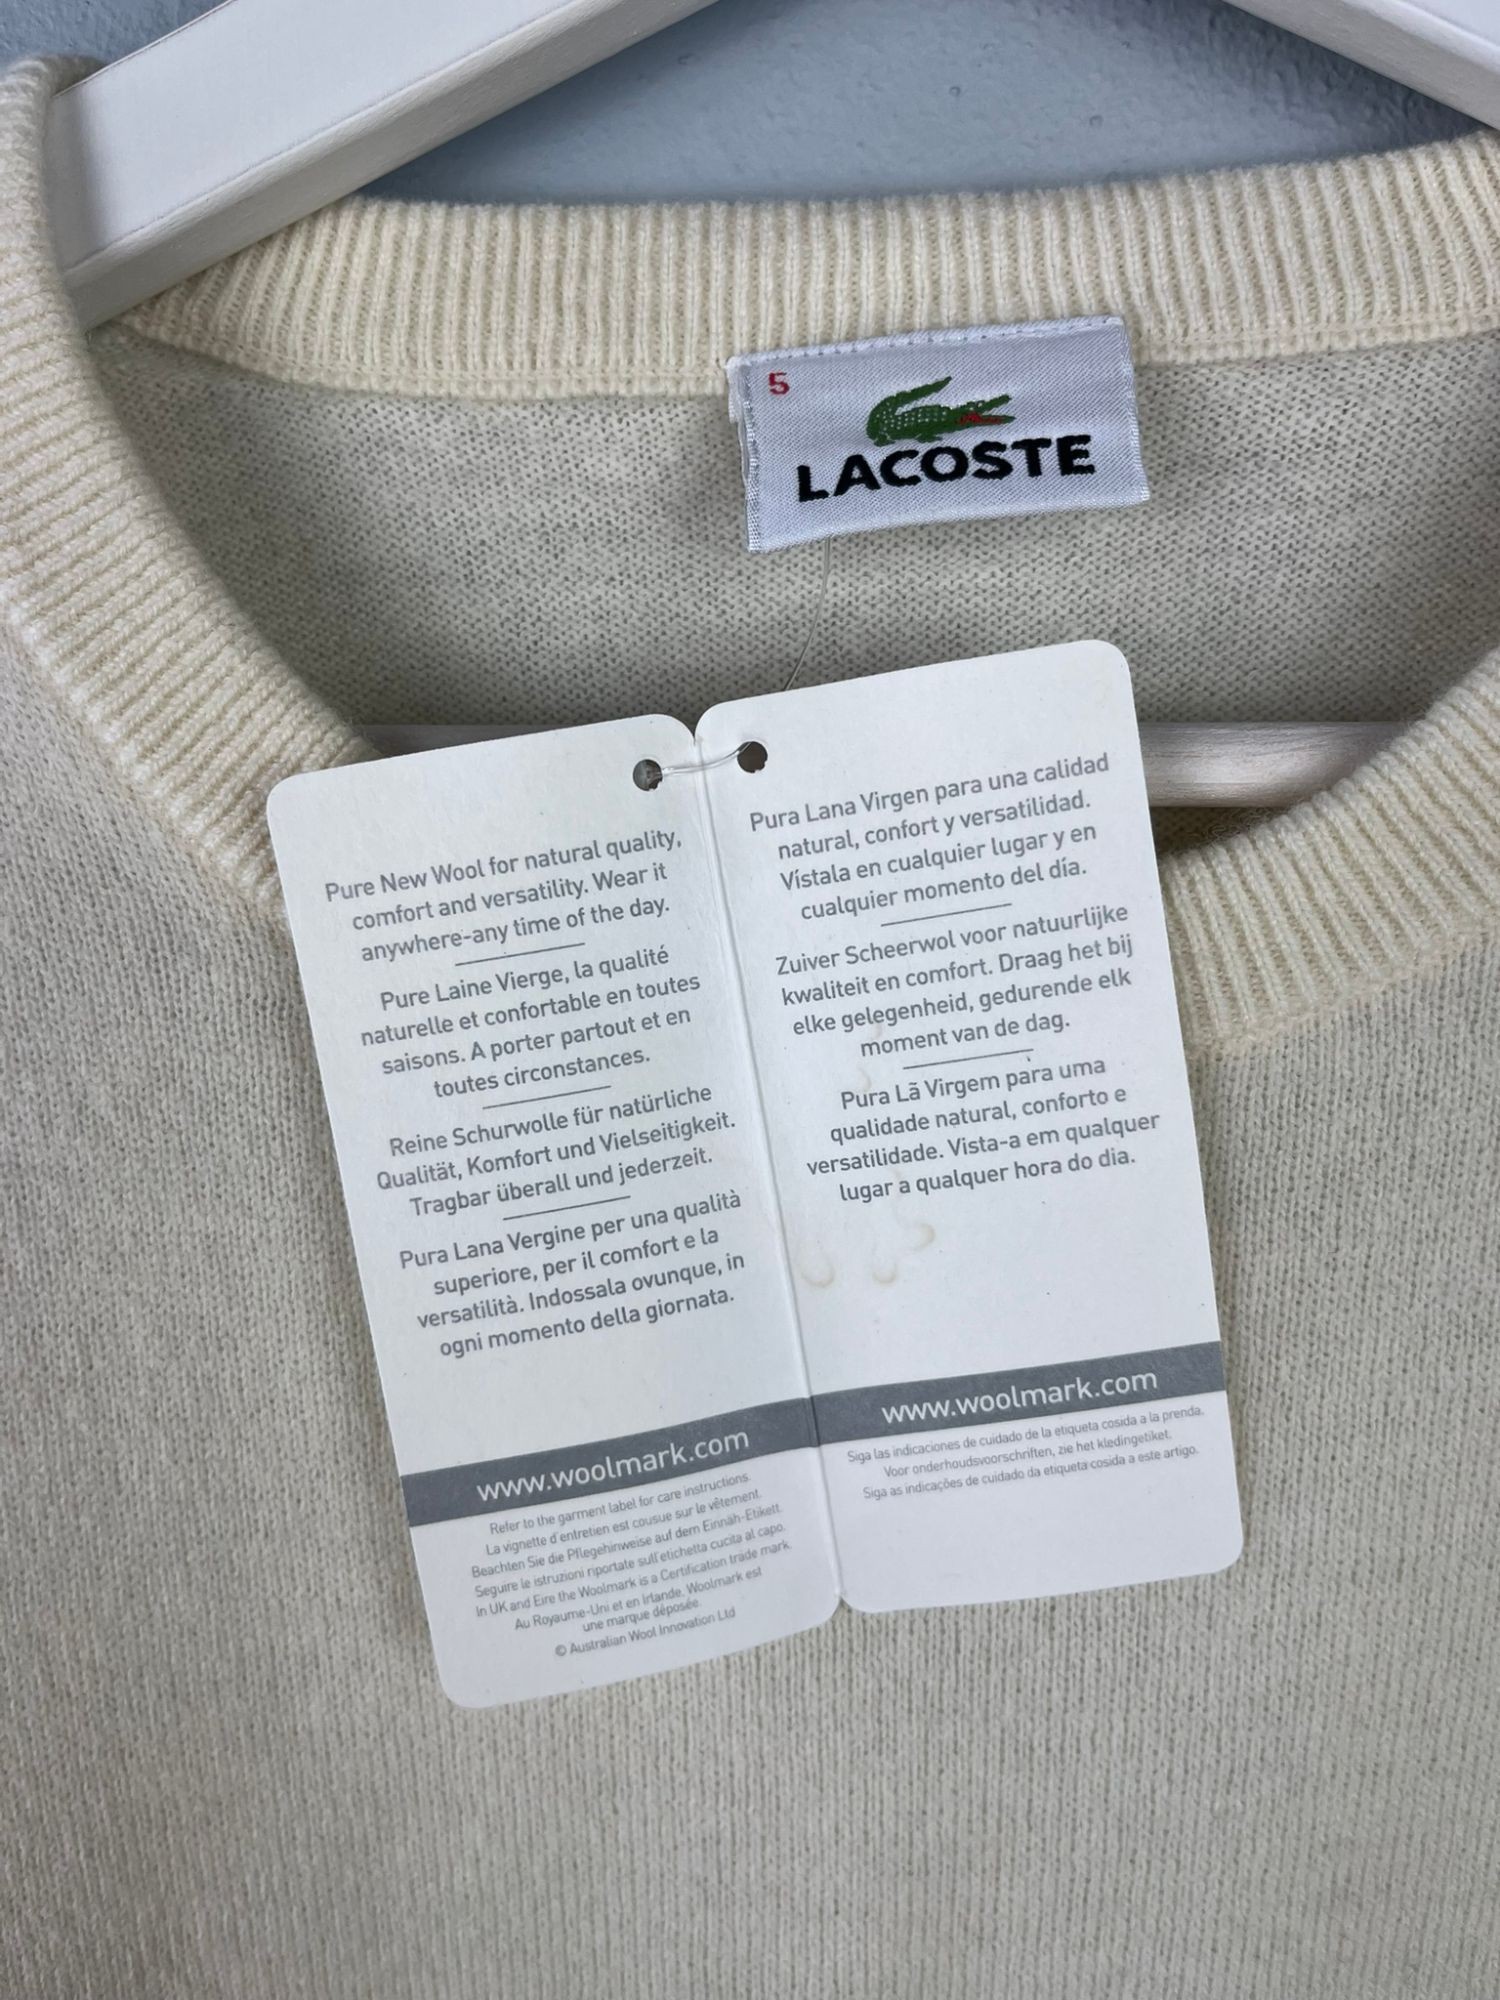 5
LACOSTE
Pure New Wool for natural quality,
comfort and versatility. Wear it
anywhere-any time of the day.
Pure Laine Vierge, la qualité
naturelle et confortable en toutes
saisons. A porter partout et en
toutes circonstances.
Reine Schurwolle für natürliche
Qualität, Komfort und Vielseitigkeit.
Tragbar überall und jederzeit.
Pura Lana Vergine per una qualità
superiore, per il comfort e la
versatilità. Indossala ovunque, in
ogni momento della giornata.
www.woolmark.com
Refer to the garment label for care instructions.
La vignette d'entretien est cousue sur le vêtement.
Beachten Sie die Pflegehinweise auf dem Einnäh-Etikett.
Seguire le istruzioni riportate sull'etichetta cucita al capo.
In UK and Eire the Woolmark is a Certification trade mark.
Au Royaume-Uni et en Irlande, Woolmark est
une marque déposée.
© Australian Wool Innovation Ltd
Pura Lana Virgen para una calidad
natural, confort y versatilidad.
Vístala en cualquier lugar y en
cualquier momento del día.
Zuiver Scheerwol voor natuurlijke
kwaliteit en comfort. Draag het bij
elke gelegenheid, gedurende elk
moment van de dag.
Pura Lã Virgem para uma
qualidade natural, conforto e
versatilidade. Vista-a em qualquer
lugar a qualquer hora do dia.
www.woolmark.com
Siga las indicaciones de cuidado de la etiqueta cosida a la prenda.
Voor onderhoudsvoorschriften, zie het kledingetiket.
Siga as indicações de cuidado da etiqueta cosida a este artigo.